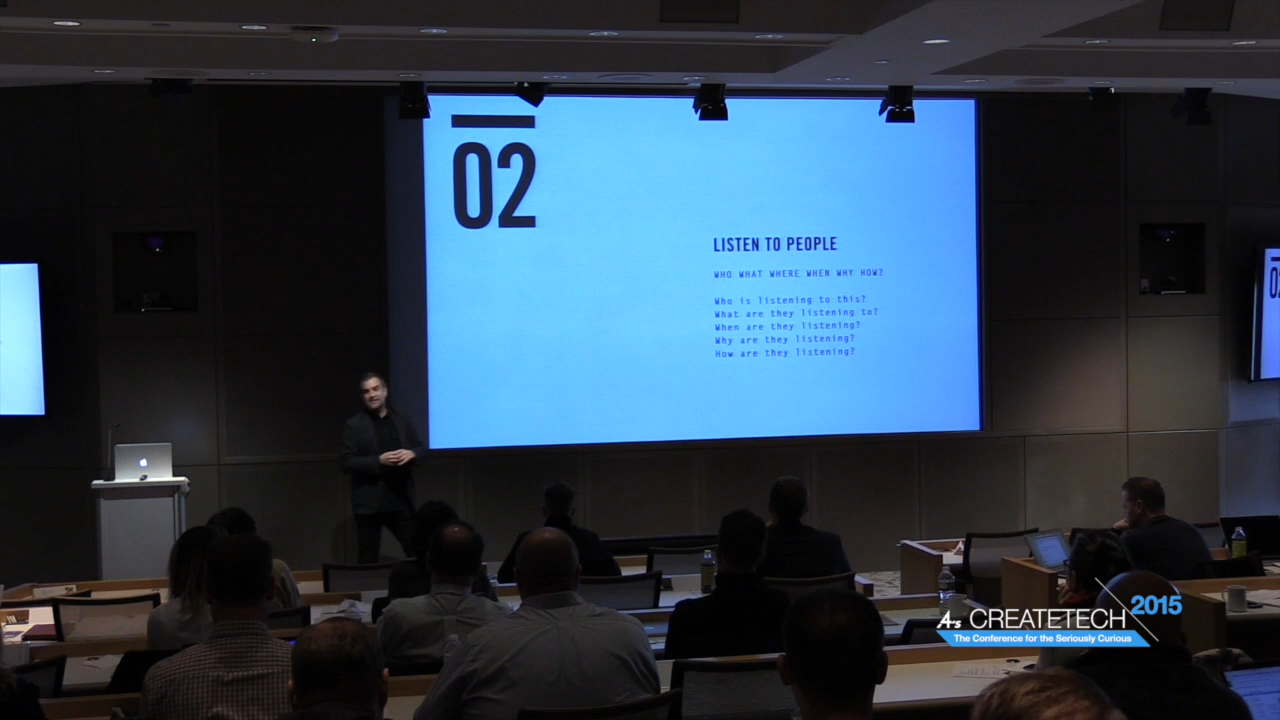 02
LISTEN TO PEOPLE
WHO WHAT WHERE WHEN WHY HOW?
Who is listening to this?
What are they listening to?
When are they listening?
Why are they listening?
How are they listening?
4A's CREATETECH 2015
The Conference for the Seriously Curious